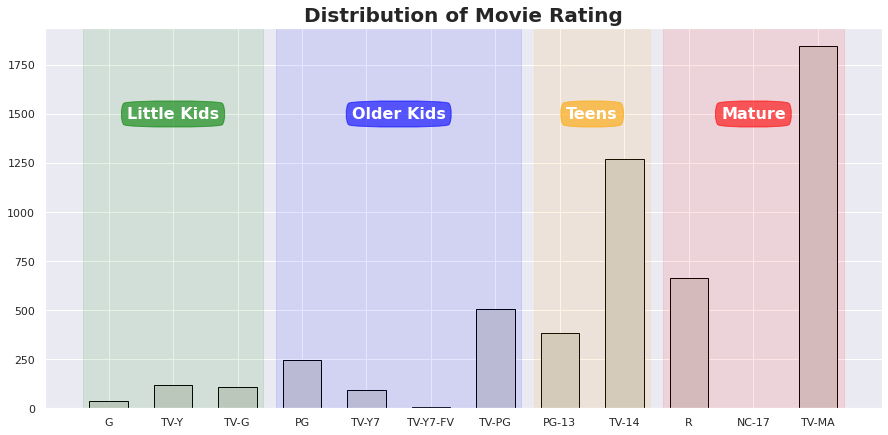 Distribution of Movie Rating
1750
1500
1250
1000
750
500
250
0
Little Kids
Older Kids
Teens
Mature
G TV-Y TV-G PG TV-Y7 TV-Y7-FV TV-PG PG-13 TV-14 R NC-17 TV-MA